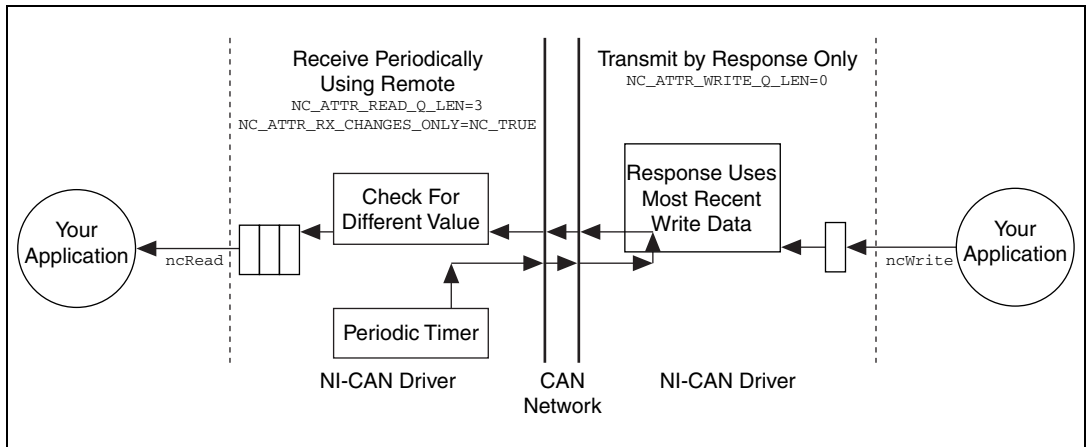 Receive Periodically
Using Remote
NC_ATTR_READ_Q_LEN=3
NC_ATTR_RX_CHANGES_ONLY=NC_TRUE
Transmit by Response Only
NC_ATTR_WRITE_Q_LEN=0
Your
Application
ncRead
Check For
Different Value
Periodic Timer
Response Uses
Most Recent
Write Data
ncWrite
Your
Application
NI-CAN Driver
CAN
Network
NI-CAN Driver